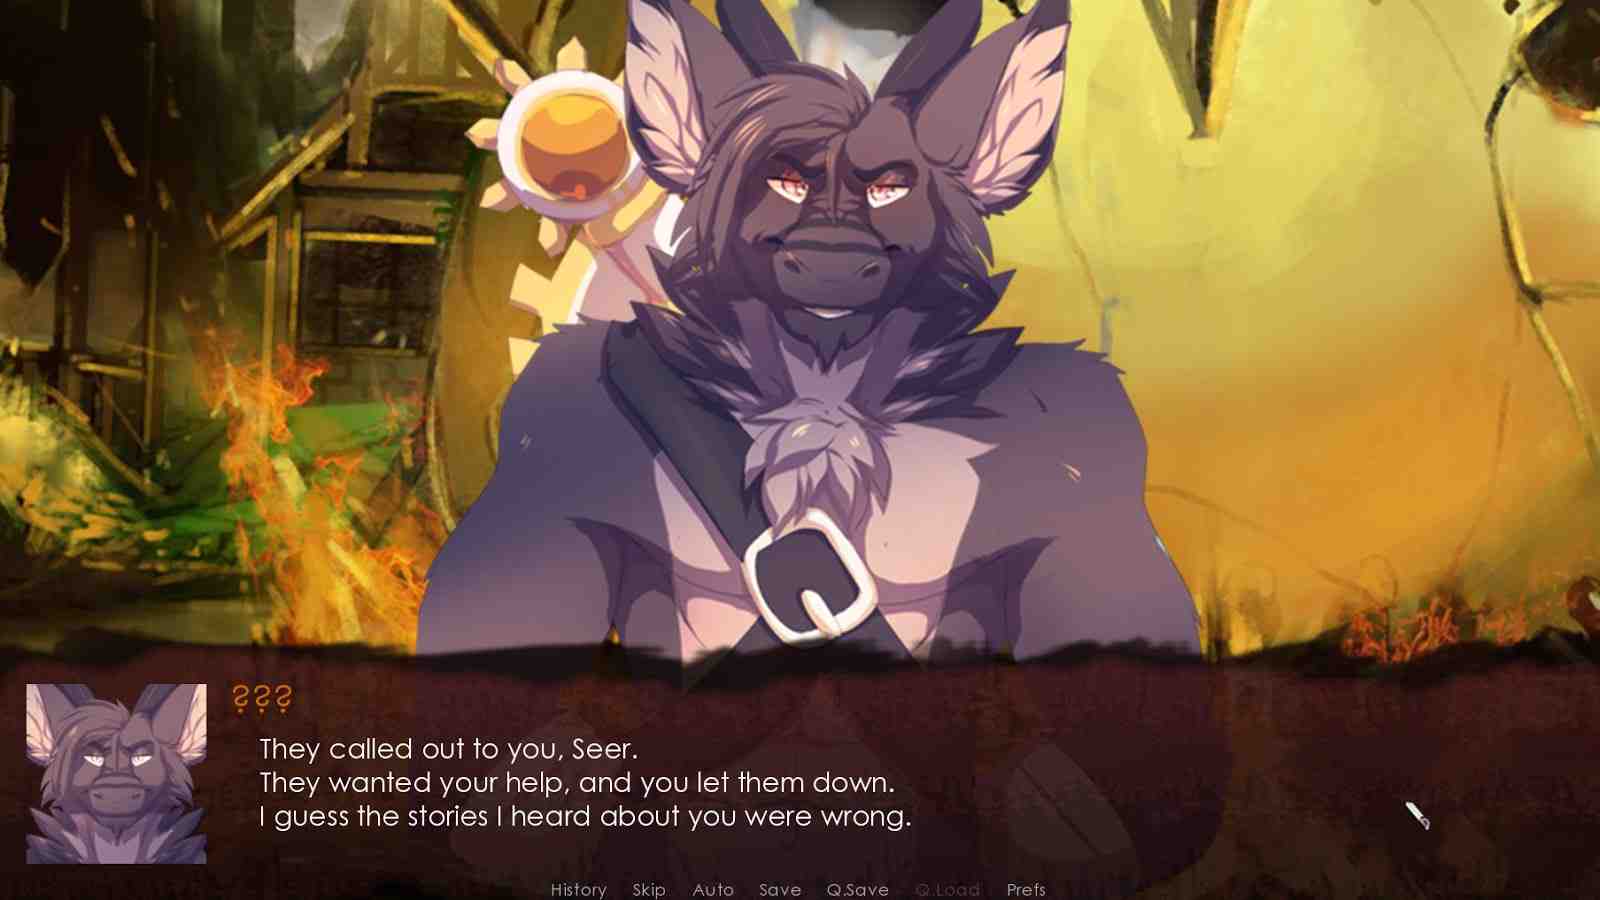 ???
They called out to you, Seer.
They wanted your help, and you let them down.
I guess the stories I heard about you were wrong.
History Skip Auto Save Q.Save Q.Load Prefs